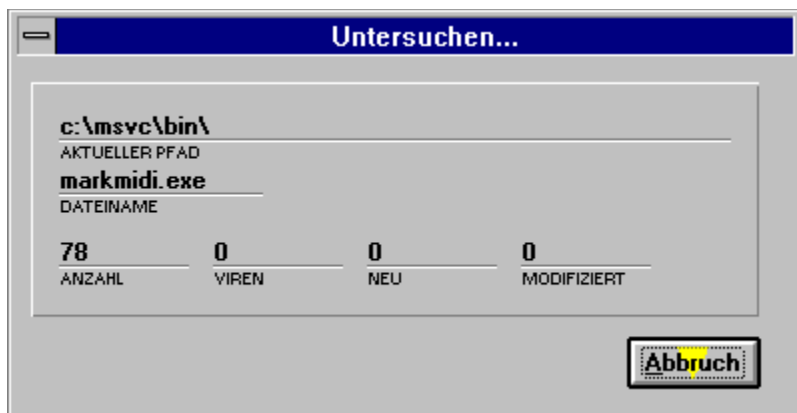 Untersuchen...
c:\msvc\bin\
AKTUELLER PFAD
markmidi.exe
DATEINAME
78 0 0 0
ANZAHL VIREN NEU MODIFIZIERT
Abbruch